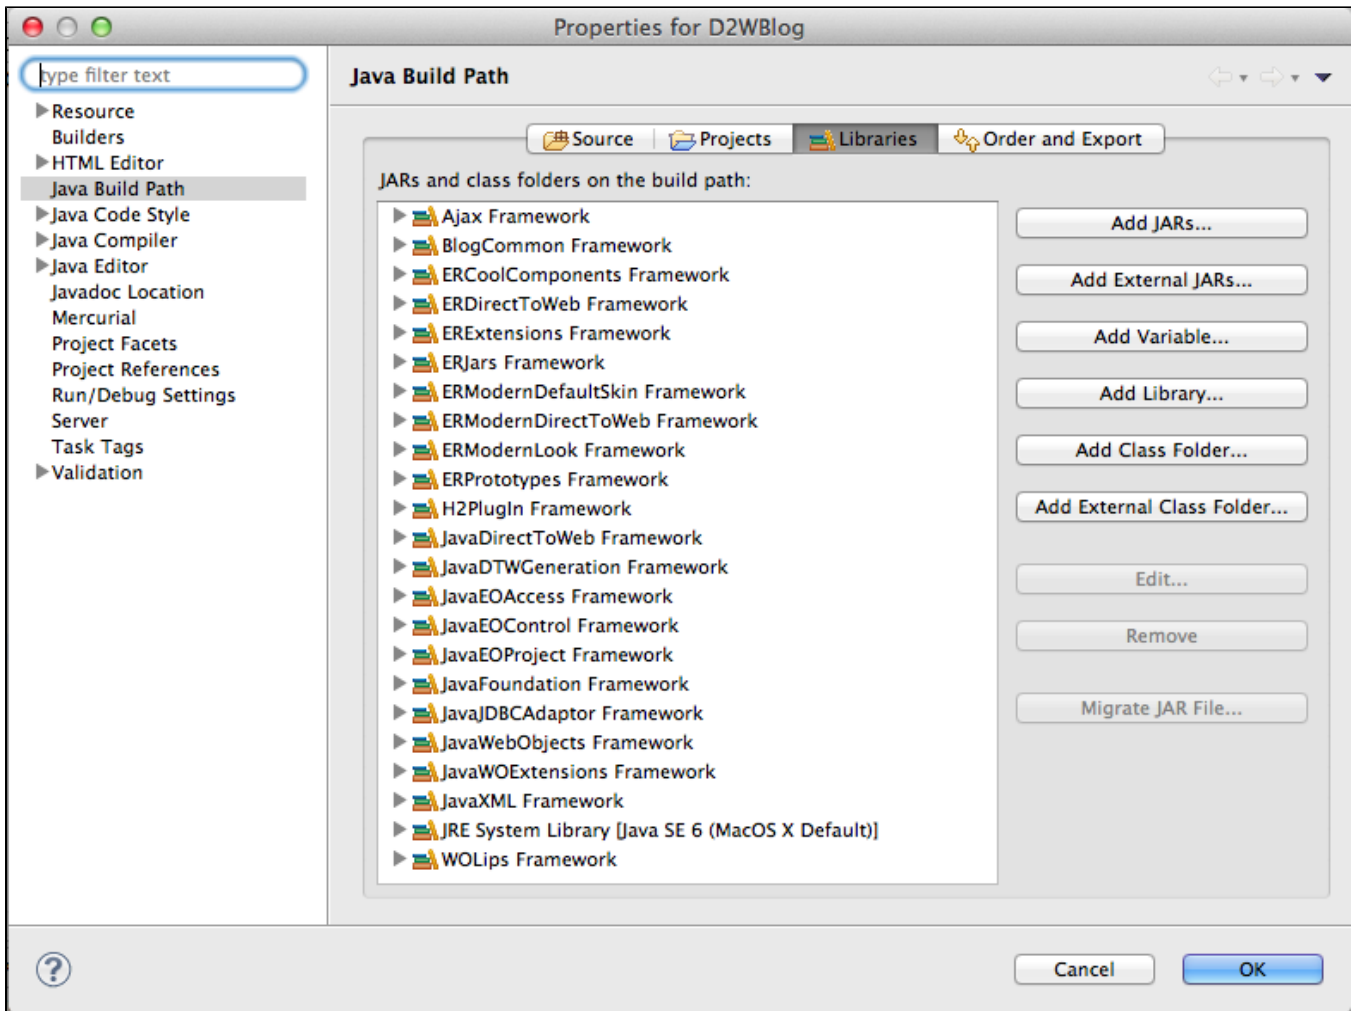 Properties for D2WBlog
type filter text
Resource
Builders
HTML Editor
Java Build Path
Java Code Style
Java Compiler
Java Editor
Javadoc Location
Mercurial
Project Facets
Project References
Run/Debug Settings
Server
Task Tags
Validation
Java Build Path
Source Projects Libraries Order and Export
JARs and class folders on the build path:
Ajax Framework
BlogCommon Framework
ERCoolComponents Framework
ERDirectToWeb Framework
ERExtensions Framework
ERJars Framework
ERModernDefaultSkin Framework
ERModernDirectToWeb Framework
ERModernLook Framework
ERPrototypes Framework
H2PlugIn Framework
JavaDirectToWeb Framework
JavaDTWGeneration Framework
JavaEOAccess Framework
JavaEOControl Framework
JavaEOProject Framework
JavaFoundation Framework
JavaJDBCAdaptor Framework
JavaWebObjects Framework
JavaWOExtensions Framework
JavaXML Framework
JRE System Library [Java SE 6 (MacOS X Default)]
WOLips Framework
Add JARs...
Add External JARs...
Add Variable...
Add Library...
Add Class Folder...
Add External Class Folder...
Edit...
Remove
Migrate JAR File...
?
Cancel OK